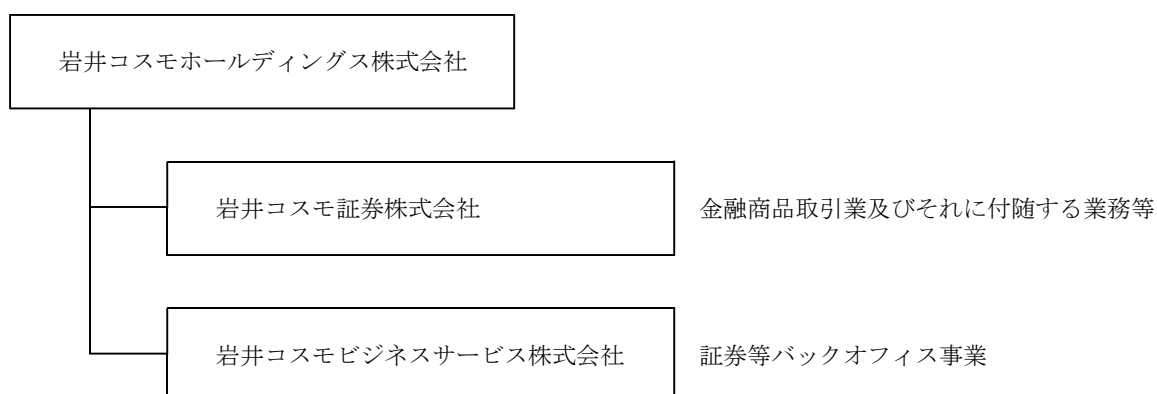 岩井コスモホールディングス株式会社
岩井コスモ証券株式会社
金融商品取引業及びそれに付随する業務等
岩井コスモビジネスサービス株式会社
証券等バックオフィス事業